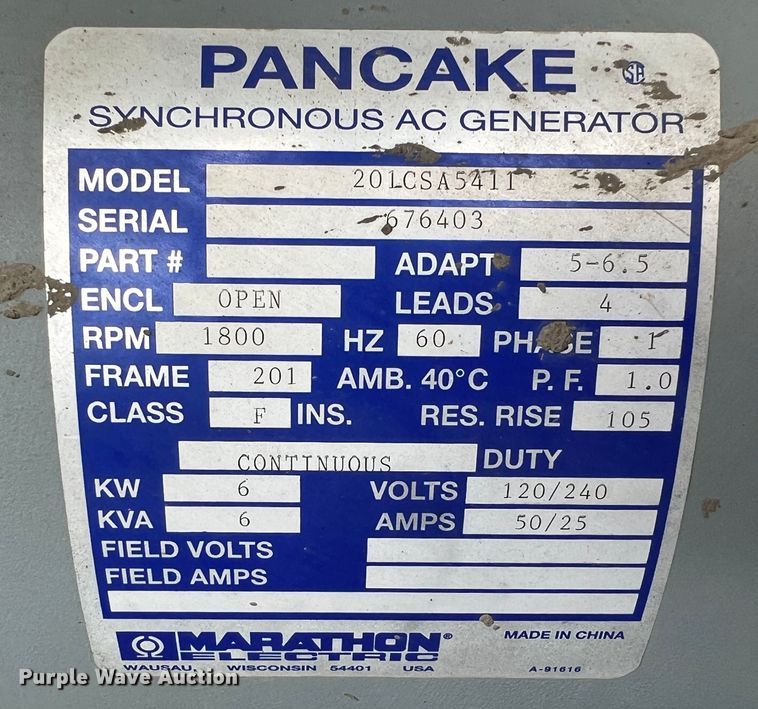 PANCAKE SA
SYNCHRONOUS AC GENERATOR
MODEL 201CSA5411
SERIAL 676403
PART # ADAPT 5-6.5
ENCL OPEN LEADS 4
RPM 1800 HZ 60 PHASE 1
FRAME 201 AMB. 40°C P. F. 1.0
CLASS F INS. RES. RISE 105
CONTINUOUS DUTY
KW 6 VOLTS 120/240
KVA 6 AMPS 50/25
FIELD VOLTS
FIELD AMPS
MARATHON® MADE IN CHINA
ELECTRIC
WAUSAU, WISCONSIN 54401 USA A-91616
Purple Wave Auction